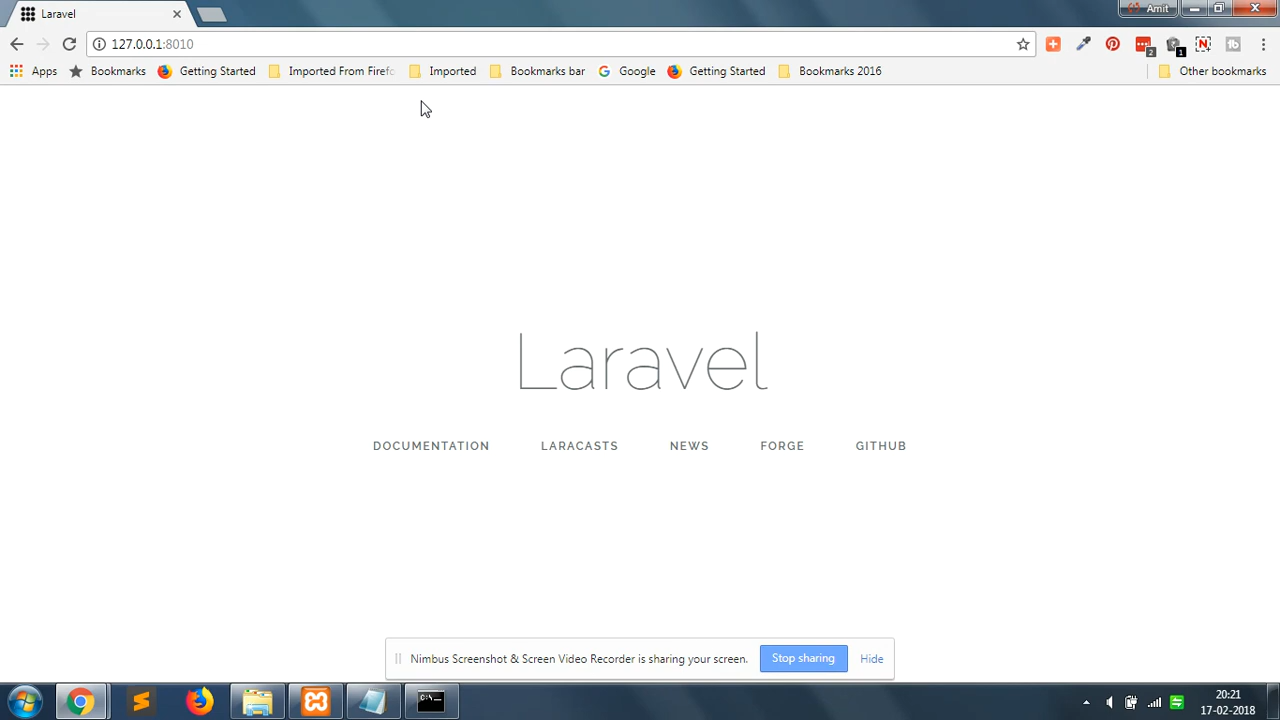 Laravel
Amit
127.0.0.1:8010
2
1
Apps
Bookmarks
Getting Started
Imported From Firefo
Imported
Bookmarks bar
Google
Getting Started
Bookmarks 2016
Other bookmarks
Laravel
DOCUMENTATION
LARACASTS
NEWS
FORGE
GITHUB
Nimbus Screenshot & Screen Video Recorder is sharing your screen.
Stop sharing
Hide
20:21
17-02-2018